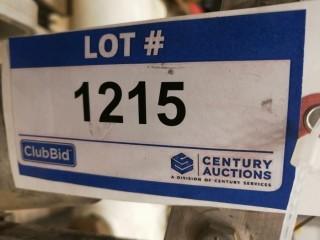 LOT #
1215
ClubBid
CENTURY
AUCTIONS
A DIVISION OF CENTURY SERVICES